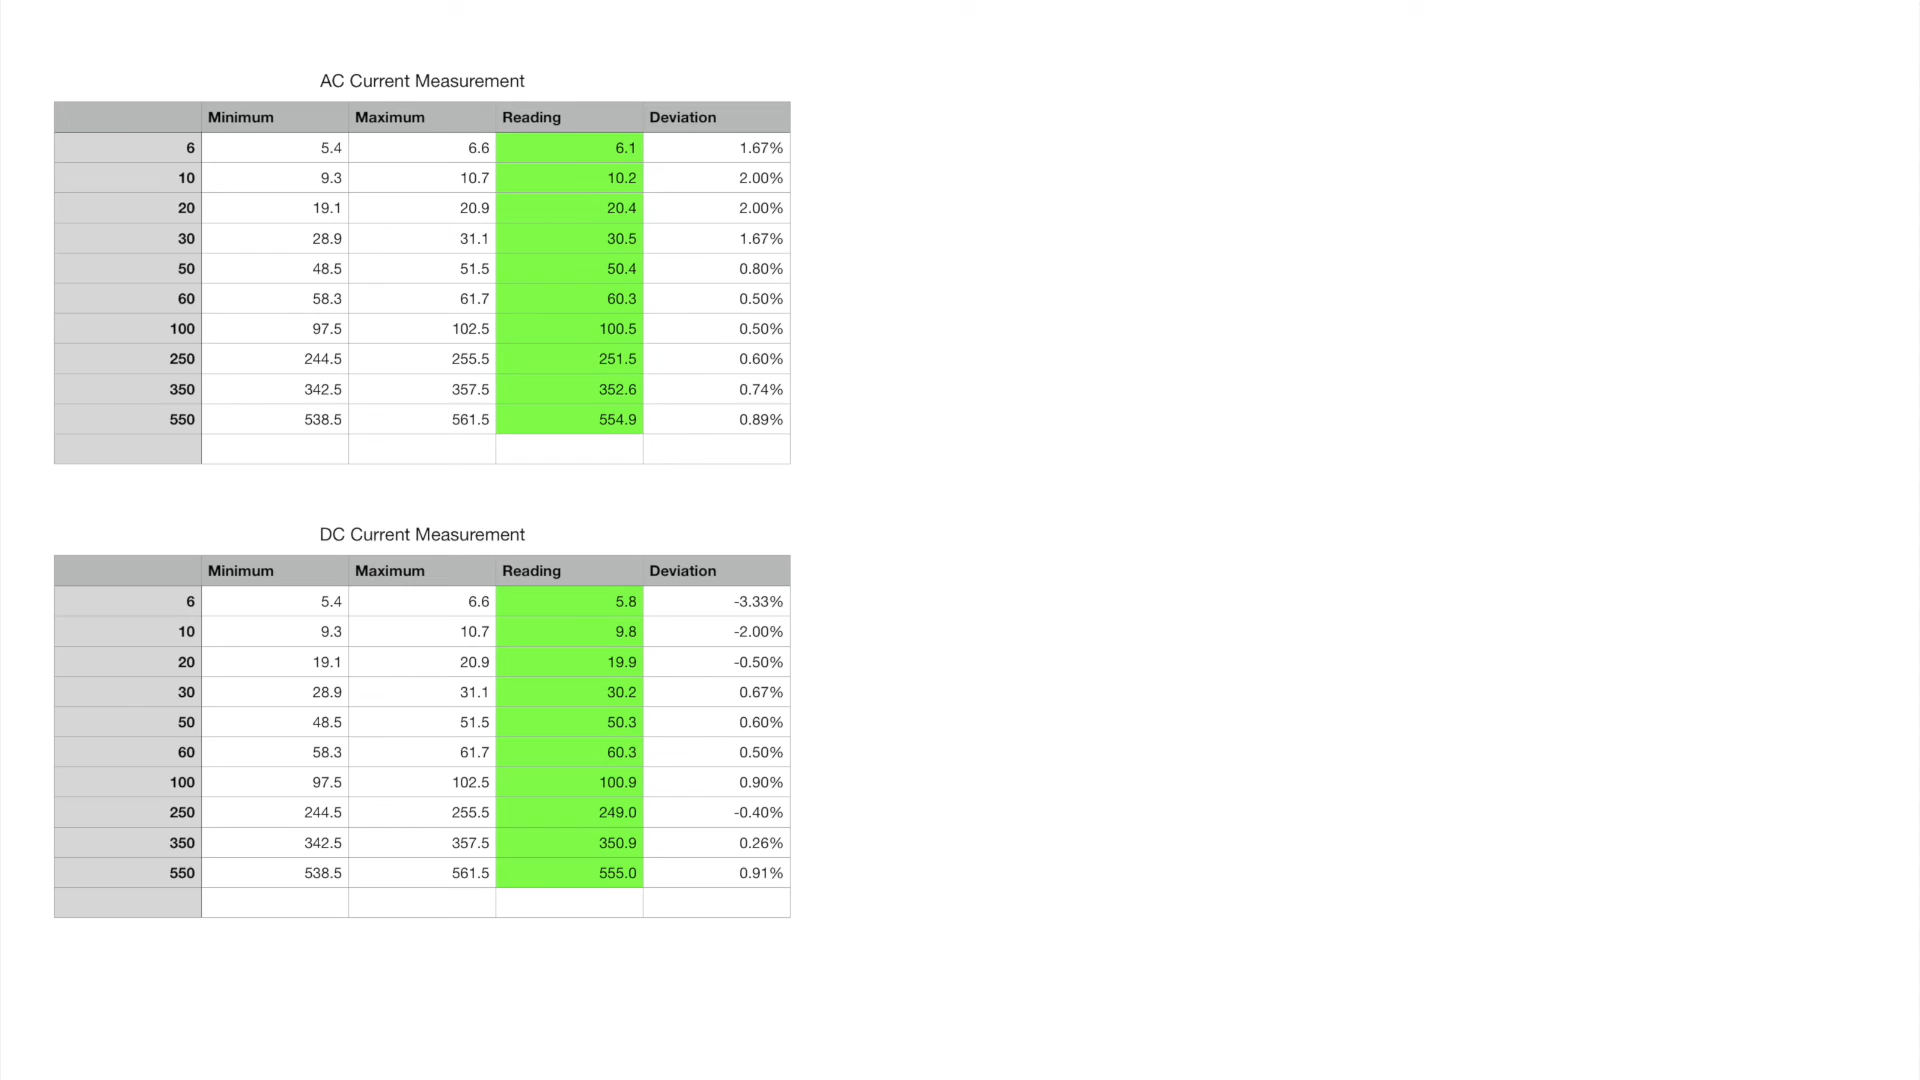 AC Current Measurement
Minimum Maximum Reading Deviation
6 5.4 6.6 6.1 1.67%
10 9.3 10.7 10.2 2.00%
20 19.1 20.9 20.4 2.00%
30 28.9 31.1 30.5 1.67%
50 48.5 51.5 50.4 0.80%
60 58.3 61.7 60.3 0.50%
100 97.5 102.5 100.5 0.50%
250 244.5 255.5 251.5 0.60%
350 342.5 357.5 352.6 0.74%
550 538.5 561.5 554.9 0.89%
DC Current Measurement
Minimum Maximum Reading Deviation
6 5.4 6.6 5.8 -3.33%
10 9.3 10.7 9.8 -2.00%
20 19.1 20.9 19.9 -0.50%
30 28.9 31.1 30.2 0.67%
50 48.5 51.5 50.3 0.60%
60 58.3 61.7 60.3 0.50%
100 97.5 102.5 100.9 0.90%
250 244.5 255.5 249.0 -0.40%
350 342.5 357.5 350.9 0.26%
550 538.5 561.5 555.0 0.91%